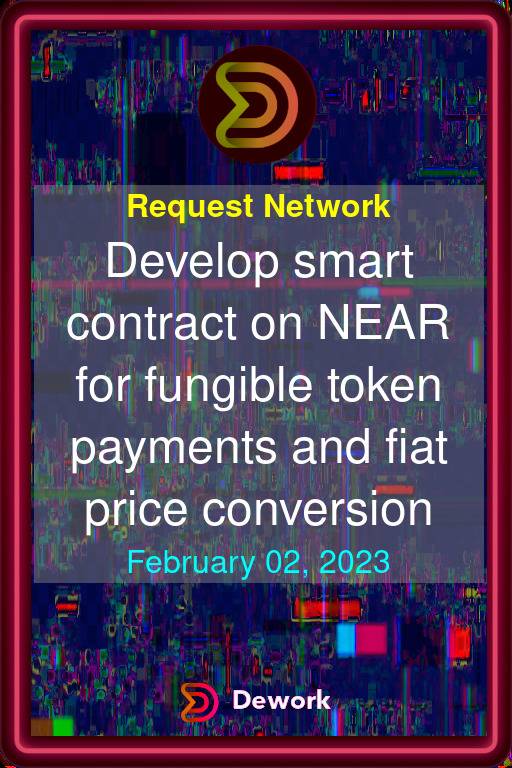 Request Network
Develop smart
contract on NEAR
for fungible token
payments and fiat
price conversion
February 02, 2023
Dework